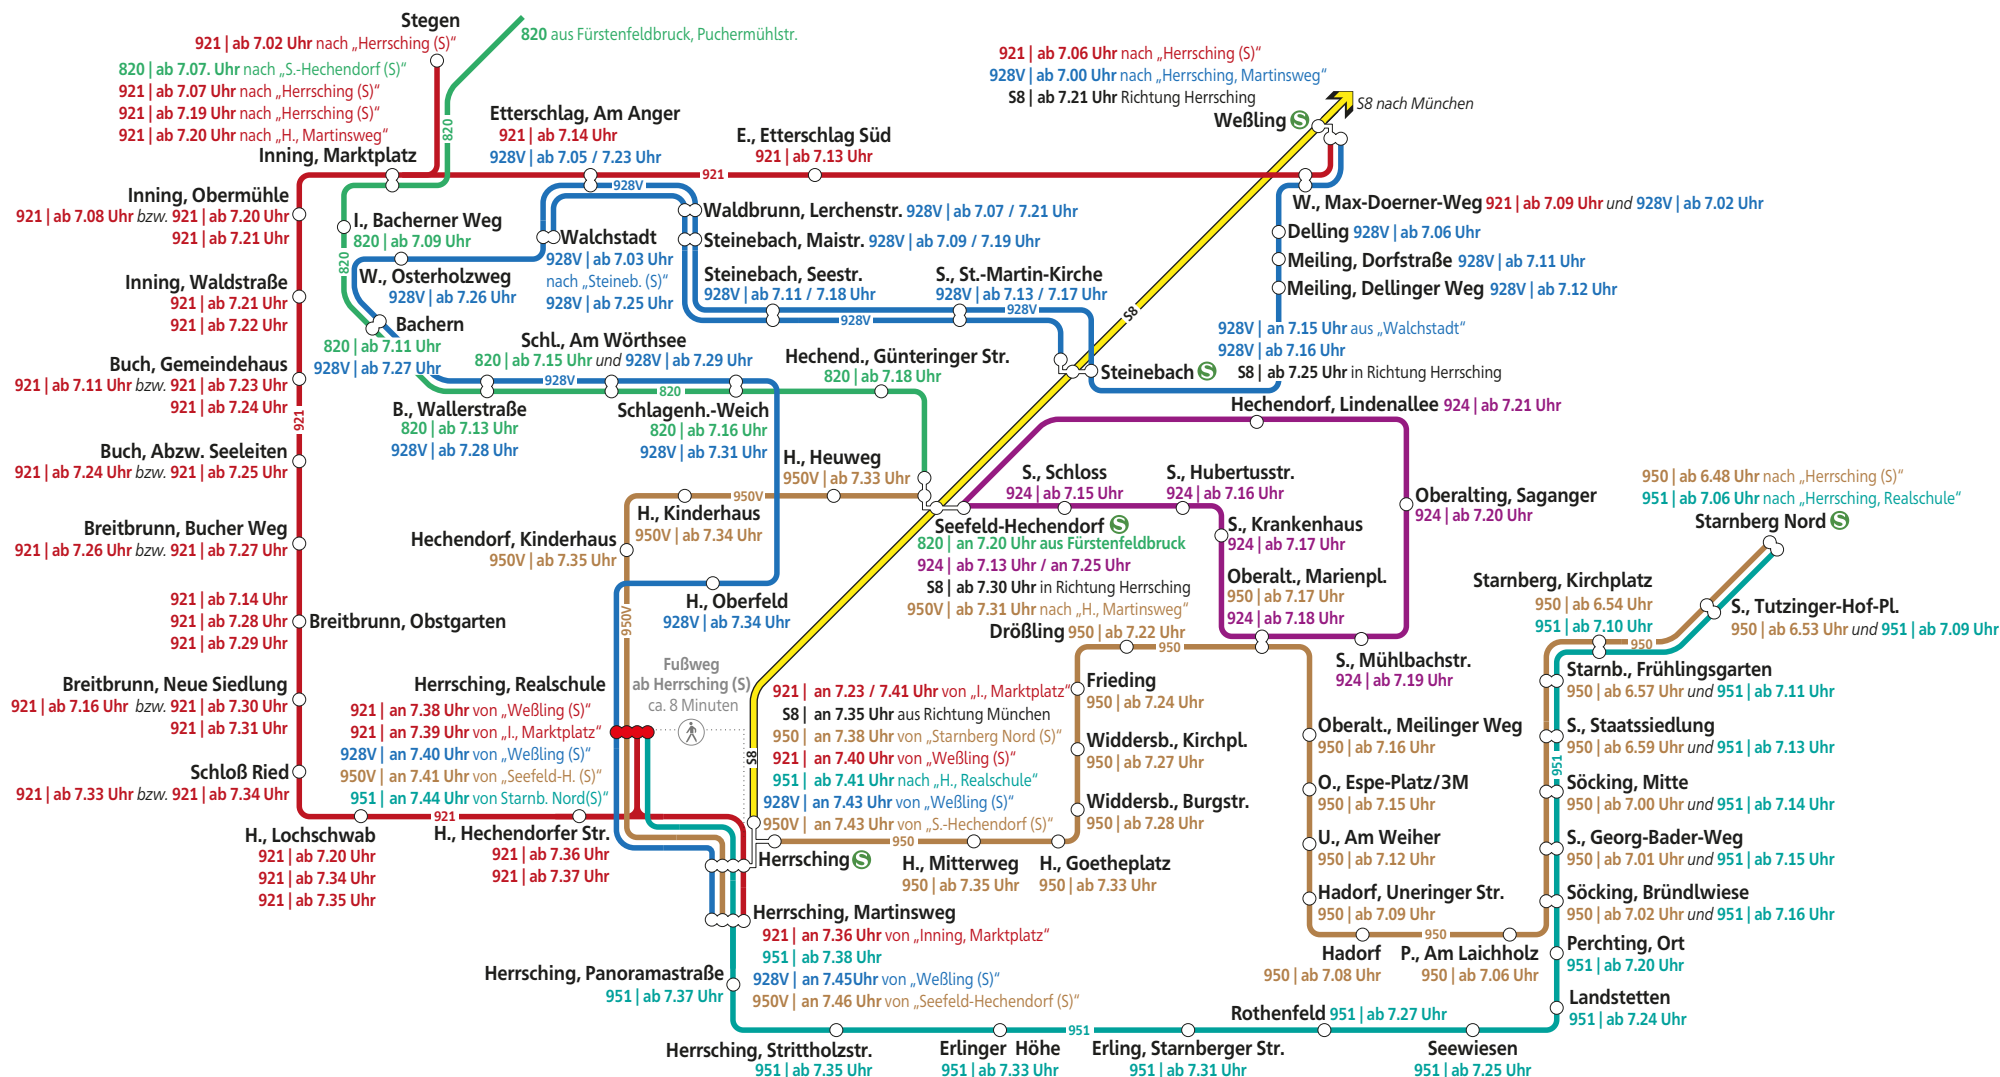 Stegen
921 | ab 7.02 Uhr nach „Herrsching (S)“
820 aus Fürstenfeldbruck, Puchermühlstr.
820 | ab 7.07. Uhr nach „S.-Hechendorf (S)“
921 | ab 7.07 Uhr nach „Herrsching (S)“
921 | ab 7.19 Uhr nach „Herrsching (S)“
921 | ab 7.20 Uhr nach „H., Martinsweg“
Inning, Marktplatz
820
921 | ab 7.06 Uhr nach „Herrsching (S)“
928V | ab 7.00 Uhr nach „Herrsching, Martinsweg“
S8 | ab 7.21 Uhr Richtung Herrsching
Weßling S
S8 nach München
Etterschlag, Am Anger
921 | ab 7.14 Uhr
928V | ab 7.05 / 7.23 Uhr
E., Etterschlag Süd
921 | ab 7.13 Uhr
921
928V
Inning, Obermühle
921 | ab 7.08 Uhr bzw. 921 | ab 7.20 Uhr
921 | ab 7.21 Uhr
I., Bacherner Weg
820 | ab 7.09 Uhr
820
Walchstadt
928V | ab 7.03 Uhr
nach „Steineb. (S)“
928V | ab 7.25 Uhr
Waldbrunn, Lerchenstr. 928V | ab 7.07 / 7.21 Uhr
Steinebach, Maistr. 928V | ab 7.09 / 7.19 Uhr
W., Max-Doerner-Weg 921 | ab 7.09 Uhr und 928V | ab 7.02 Uhr
Delling 928V | ab 7.06 Uhr
Meiling, Dorfstraße 928V | ab 7.11 Uhr
Meiling, Dellinger Weg 928V | ab 7.12 Uhr
W., Osterholzweg
928V | ab 7.26 Uhr
Steinebach, Seestr.
928V | ab 7.11 / 7.18 Uhr
S., St.-Martin-Kirche
928V | ab 7.13 / 7.17 Uhr
928V
928V
S8
Inning, Waldstraße
921 | ab 7.21 Uhr
921 | ab 7.22 Uhr
Bachern
820 | ab 7.11 Uhr
928V | ab 7.27 Uhr
928V | an 7.15 Uhr aus „Walchstadt“
928V | ab 7.16 Uhr
S8 | ab 7.25 Uhr in Richtung Herrsching
Steinebach S
Schl., Am Wörthsee
820 | ab 7.15 Uhr und 928V | ab 7.29 Uhr
Hechend., Günteringer Str.
820 | ab 7.18 Uhr
928V
820
Buch, Gemeindehaus
921 | ab 7.11 Uhr bzw. 921 | ab 7.23 Uhr
921 | ab 7.24 Uhr
921
B., Wallerstraße
820 | ab 7.13 Uhr
928V | ab 7.28 Uhr
Schlagenh.-Weich
820 | ab 7.16 Uhr
928V | ab 7.31 Uhr
Hechendorf, Lindenallee 924 | ab 7.21 Uhr
Buch, Abzw. Seeleiten
921 | ab 7.24 Uhr bzw. 921 | ab 7.25 Uhr
H., Heuweg
950V | ab 7.33 Uhr
950V
S., Schloss
924 | ab 7.15 Uhr
S., Hubertusstr.
924 | ab 7.16 Uhr
Oberalting, Saganger
924 | ab 7.20 Uhr
950 | ab 6.48 Uhr nach „Herrsching (S)“
951 | ab 7.06 Uhr nach „Herrsching, Realschule“
Starnberg Nord S
Breitbrunn, Bucher Weg
921 | ab 7.26 Uhr bzw. 921 | ab 7.27 Uhr
H., Kinderhaus
950V | ab 7.34 Uhr
Hechendorf, Kinderhaus
950V | ab 7.35 Uhr
Seefeld-Hechendorf S
820 | an 7.20 Uhr aus Fürstenfeldbruck
924 | ab 7.13 Uhr / an 7.25 Uhr
S8 | ab 7.30 Uhr in Richtung Herrsching
950V | ab 7.31 Uhr nach „H., Martinsweg“
S., Krankenhaus
924 | ab 7.17 Uhr
Oberalt., Marienpl.
950 | ab 7.17 Uhr
924 | ab 7.18 Uhr
H., Oberfeld
928V | ab 7.34 Uhr
950V
Drößling 950 | ab 7.22 Uhr
950
S., Mühlbachstr.
924 | ab 7.19 Uhr
Starnberg, Kirchplatz
950 | ab 6.54 Uhr
951 | ab 7.10 Uhr
950
S., Tutzinger-Hof-Pl.
950 | ab 6.53 Uhr und 951 | ab 7.09 Uhr
921 | ab 7.14 Uhr
921 | ab 7.28 Uhr
921 | ab 7.29 Uhr
Breitbrunn, Obstgarten
Fußweg
ab Herrsching (S)
ca. 8 Minuten
Breitbrunn, Neue Siedlung
921 | ab 7.16 Uhr bzw. 921 | ab 7.30 Uhr
921 | ab 7.31 Uhr
Herrsching, Realschule
921 | an 7.38 Uhr von „Weßling (S)“
921 | an 7.39 Uhr von „I., Marktplatz“
928V | an 7.40 Uhr von „Weßling (S)“
950V | an 7.41 Uhr von „Seefeld-H. (S)“
951 | an 7.44 Uhr von Starnb. Nord(S)“
S8
921 | an 7.23 / 7.41 Uhr von „I., Marktplatz“
S8 | an 7.35 Uhr aus Richtung München
950 | an 7.38 Uhr von „Starnberg Nord (S)“
921 | an 7.40 Uhr von „Weßling (S)“
951 | ab 7.41 Uhr nach „H., Realschule“
928V | an 7.43 Uhr von „Weßling (S)“
950V | an 7.43 Uhr von „S.-Hechendorf (S)“
Herrsching S
Frieding
950 | ab 7.24 Uhr
Widdersb., Kirchpl.
950 | ab 7.27 Uhr
Widdersb., Burgstr.
950 | ab 7.28 Uhr
Oberalt., Meilinger Weg
950 | ab 7.16 Uhr
O., Espe-Platz/3M
950 | ab 7.15 Uhr
U., Am Weiher
950 | ab 7.12 Uhr
Hadorf, Uneringer Str.
950 | ab 7.09 Uhr
Starnb., Frühlingsgarten
950 | ab 6.57 Uhr und 951 | ab 7.11 Uhr
S., Staatssiedlung
950 | ab 6.59 Uhr und 951 | ab 7.13 Uhr
951
Söcking, Mitte
950 | ab 7.00 Uhr und 951 | ab 7.14 Uhr
S., Georg-Bader-Weg
950 | ab 7.01 Uhr und 951 | ab 7.15 Uhr
Söcking, Bründlwiese
950 | ab 7.02 Uhr und 951 | ab 7.16 Uhr
Schloß Ried
921 | ab 7.33 Uhr bzw. 921 | ab 7.34 Uhr
921
H., Lochschwab
921 | ab 7.20 Uhr
921 | ab 7.34 Uhr
921 | ab 7.35 Uhr
H., Hechendorfer Str.
921 | ab 7.36 Uhr
921 | ab 7.37 Uhr
950
H., Mitterweg
950 | ab 7.35 Uhr
H., Goetheplatz
950 | ab 7.33 Uhr
Herrsching, Martinsweg
921 | an 7.36 Uhr von „Inning, Marktplatz“
951 | ab 7.38 Uhr
928V | an 7.45Uhr von „Weßling (S)“
950V | an 7.46 Uhr von „Seefeld-Hechendorf (S)“
950
Hadorf
950 | ab 7.08 Uhr
P., Am Laichholz
950 | ab 7.06 Uhr
Perchting, Ort
951 | ab 7.20 Uhr
Landstetten
951 | ab 7.24 Uhr
Herrsching, Panoramastraße
951 | ab 7.37 Uhr
Rothenfeld 951 | ab 7.27 Uhr
951
Herrsching, Strittholzstr.
951 | ab 7.35 Uhr
Erlinger Höhe
951 | ab 7.33 Uhr
Erling, Starnberger Str.
951 | ab 7.31 Uhr
Seewiesen
951 | ab 7.25 Uhr